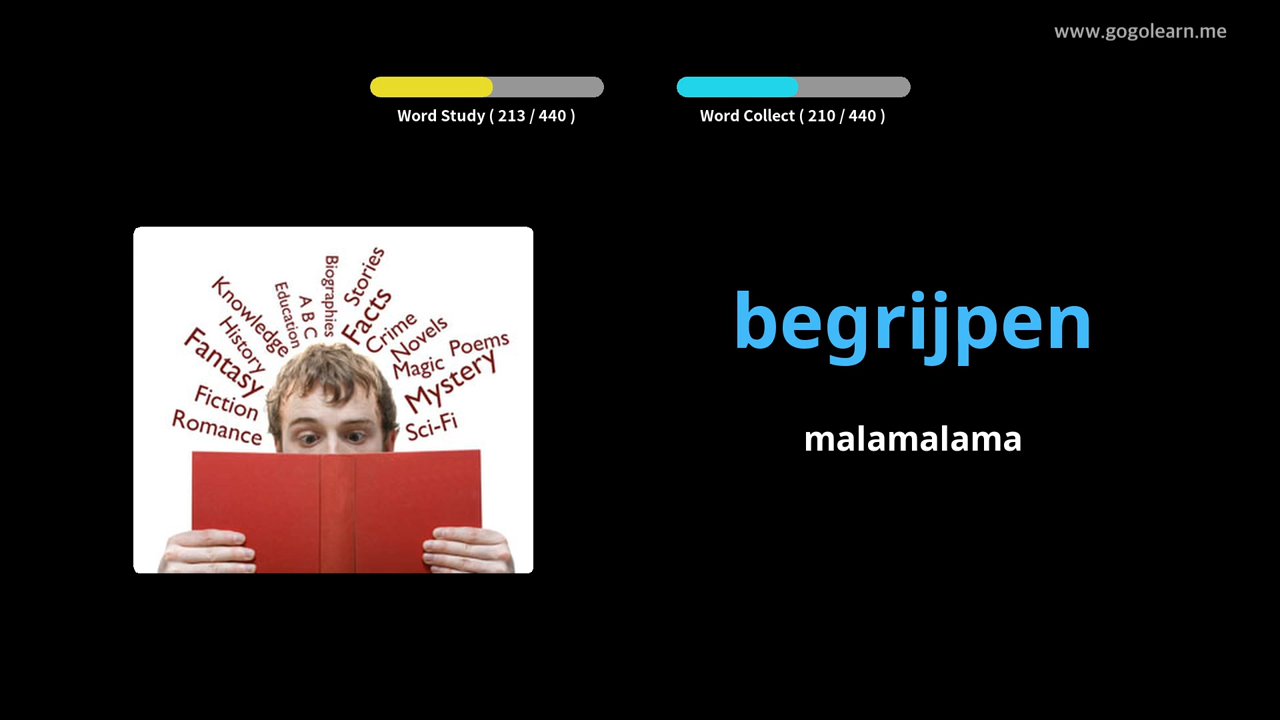 www.gogolearn.me
Word Study ( 213 / 440 )
Word Collect ( 210 / 440 )
Knowledge
History
Fantasy
Fiction
Romance
Education
A B C
Biographies
Stories
Facts
Crime
Novels
Magic
Poems
Mystery
Sci-Fi
begrijpen
malamalama